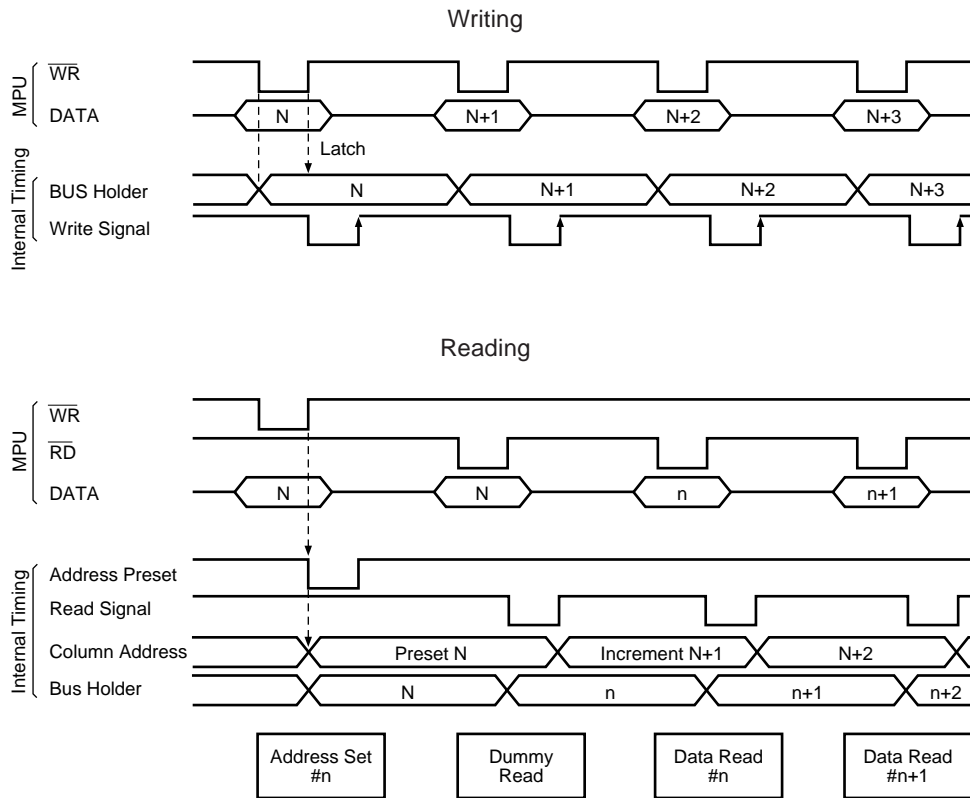 Writing
MPU
WR
DATA
N
N+1
N+2
N+3
Latch
Internal Timing
BUS Holder
N
N+1
N+2
N+3
Write Signal
Reading
MPU
WR
RD
DATA
N
N
n
n+1
Internal Timing
Address Preset
Read Signal
Column Address
Preset N
Increment N+1
N+2
Bus Holder
N
n
n+1
n+2
Address Set
#n
Dummy
Read
Data Read
#n
Data Read
#n+1